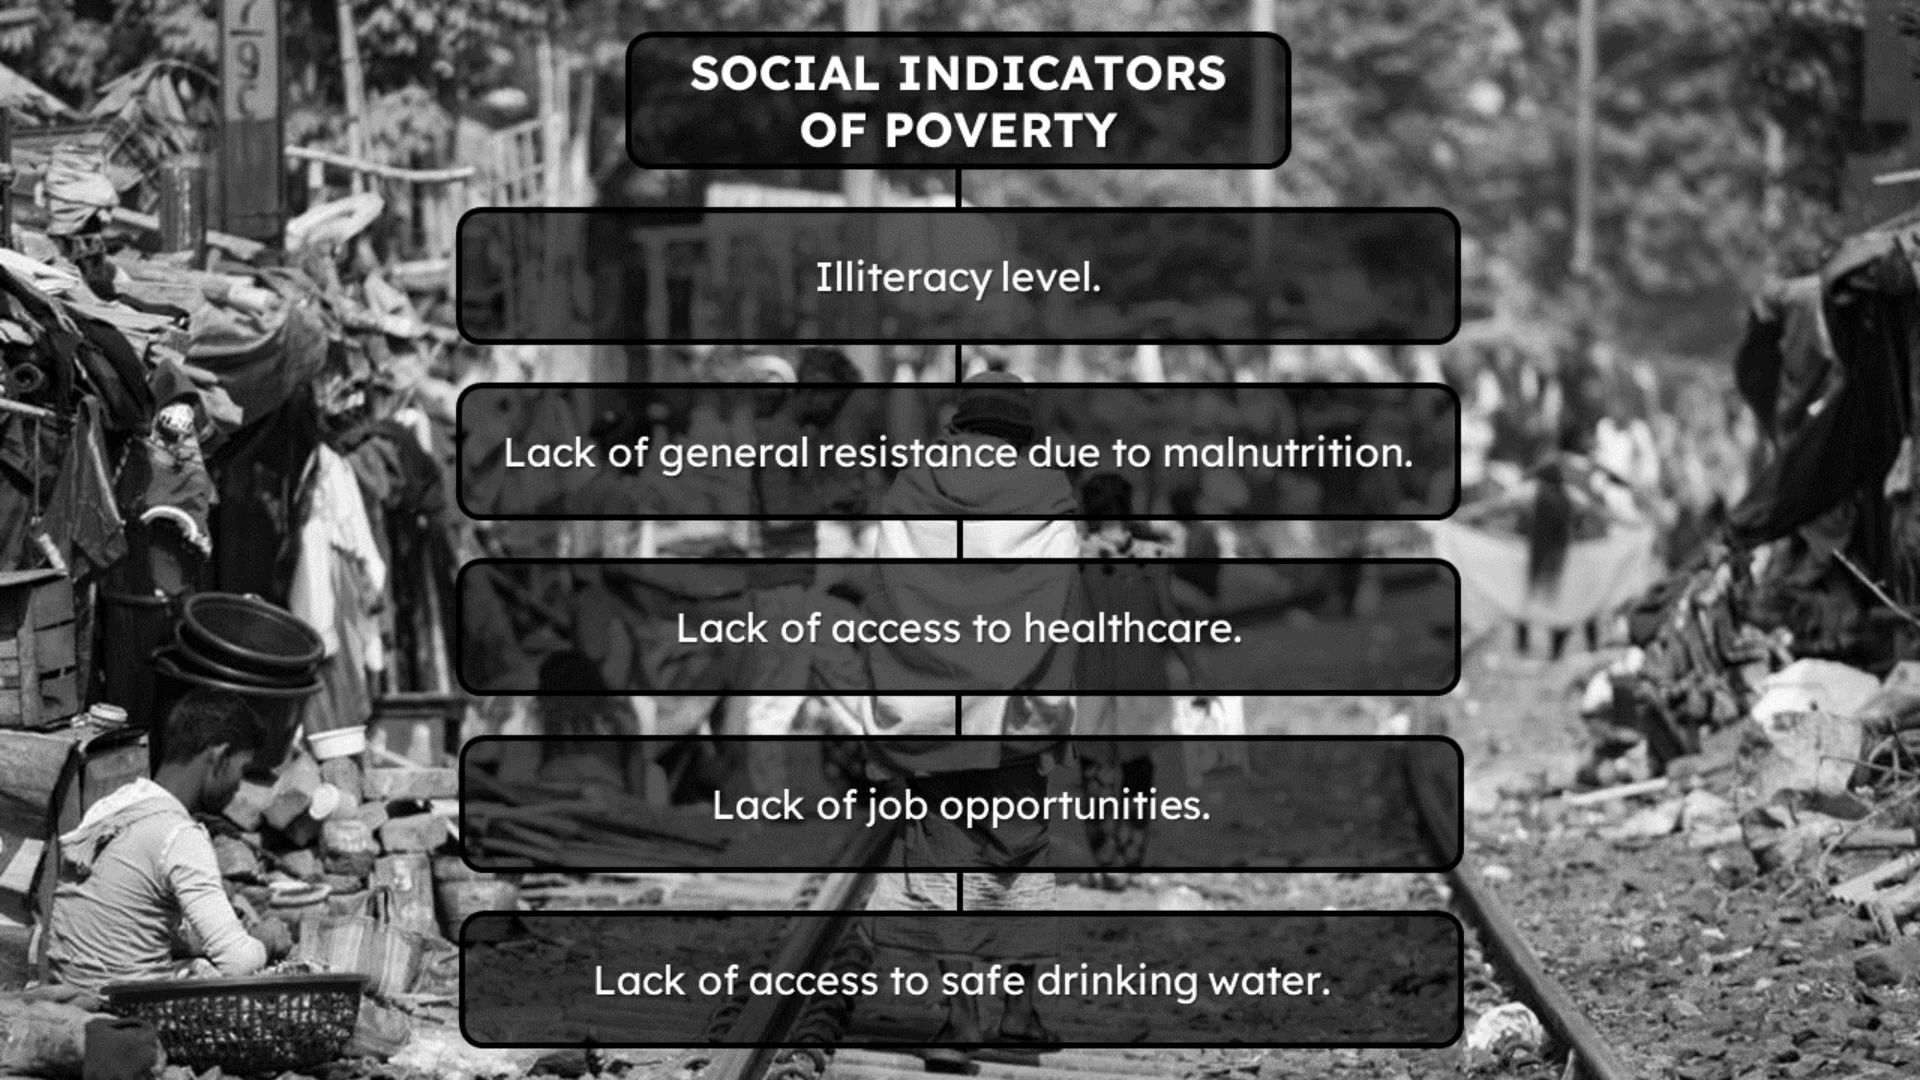 SOCIAL INDICATORS
OF POVERTY
Illiteracy level.
Lack of general resistance due to malnutrition.
Lack of access to healthcare.
Lack of job opportunities.
Lack of access to safe drinking water.